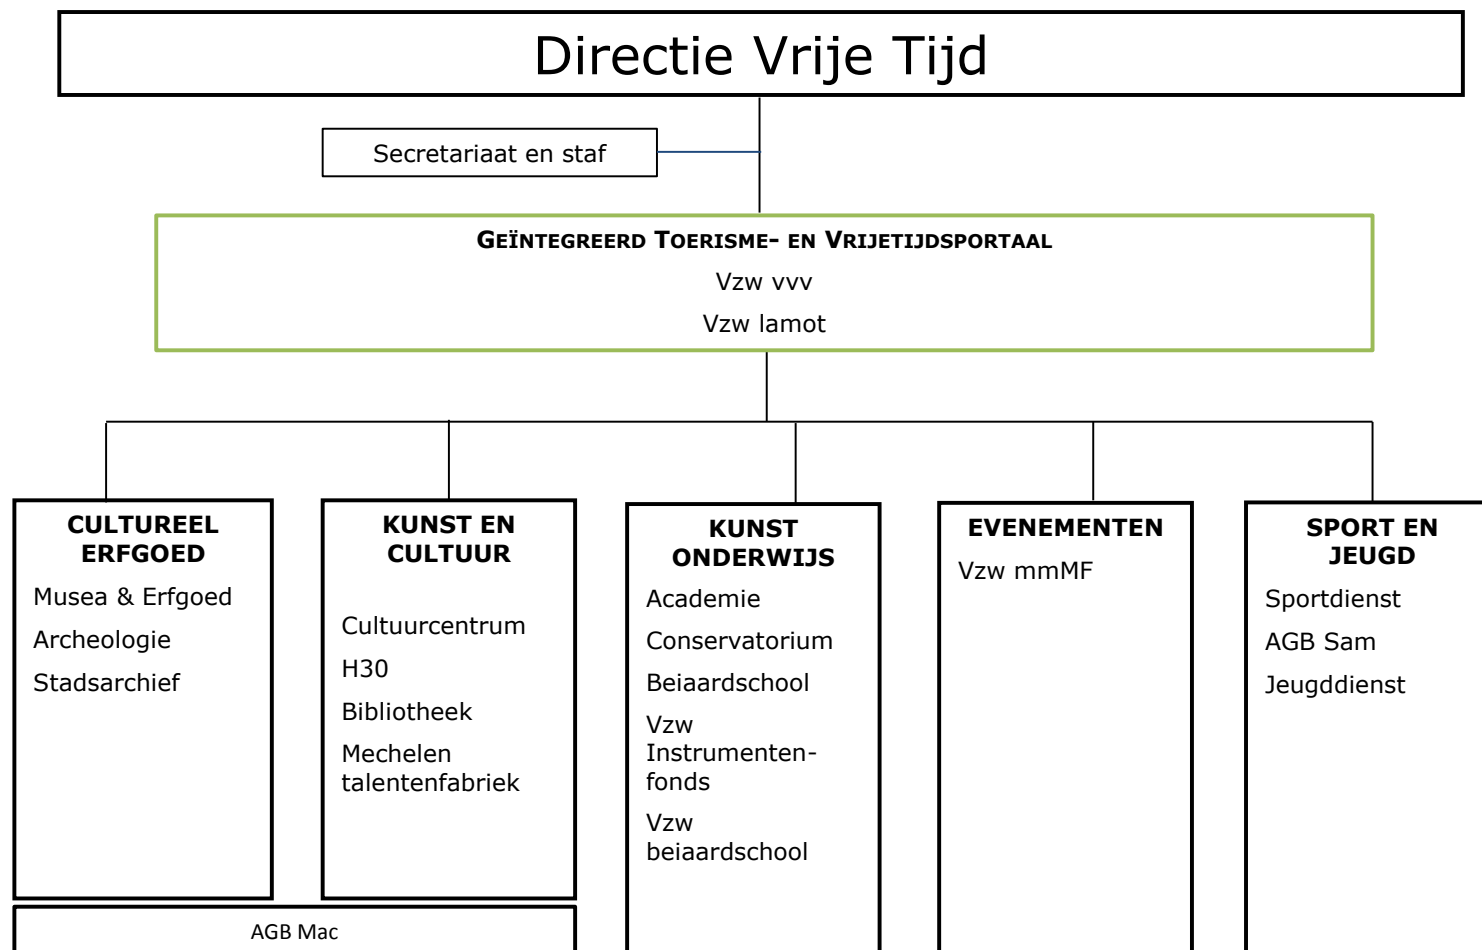 Directie Vrije Tijd
Secretariaat en staf
GEÏNTEGREERD TOERISME- EN VRIJETIJDSPORTAAL
Vzw vvv
Vzw lamot
CULTUREEL
ERFGOED
Musea & Erfgoed
Archeologie
Stadsarchief
KUNST EN
CULTUUR
Cultuurcentrum
H30
Bibliotheek
Mechelen
talentenfabriek
KUNST
ONDERWIJS
Academie
Conservatorium
Beiaardschool
Vzw
Instrumenten-
fonds
Vzw
beiaardschool
EVENEMENTEN
Vzw mmMF
SPORT EN
JEUGD
Sportdienst
AGB Sam
Jeugddienst
AGB Mac